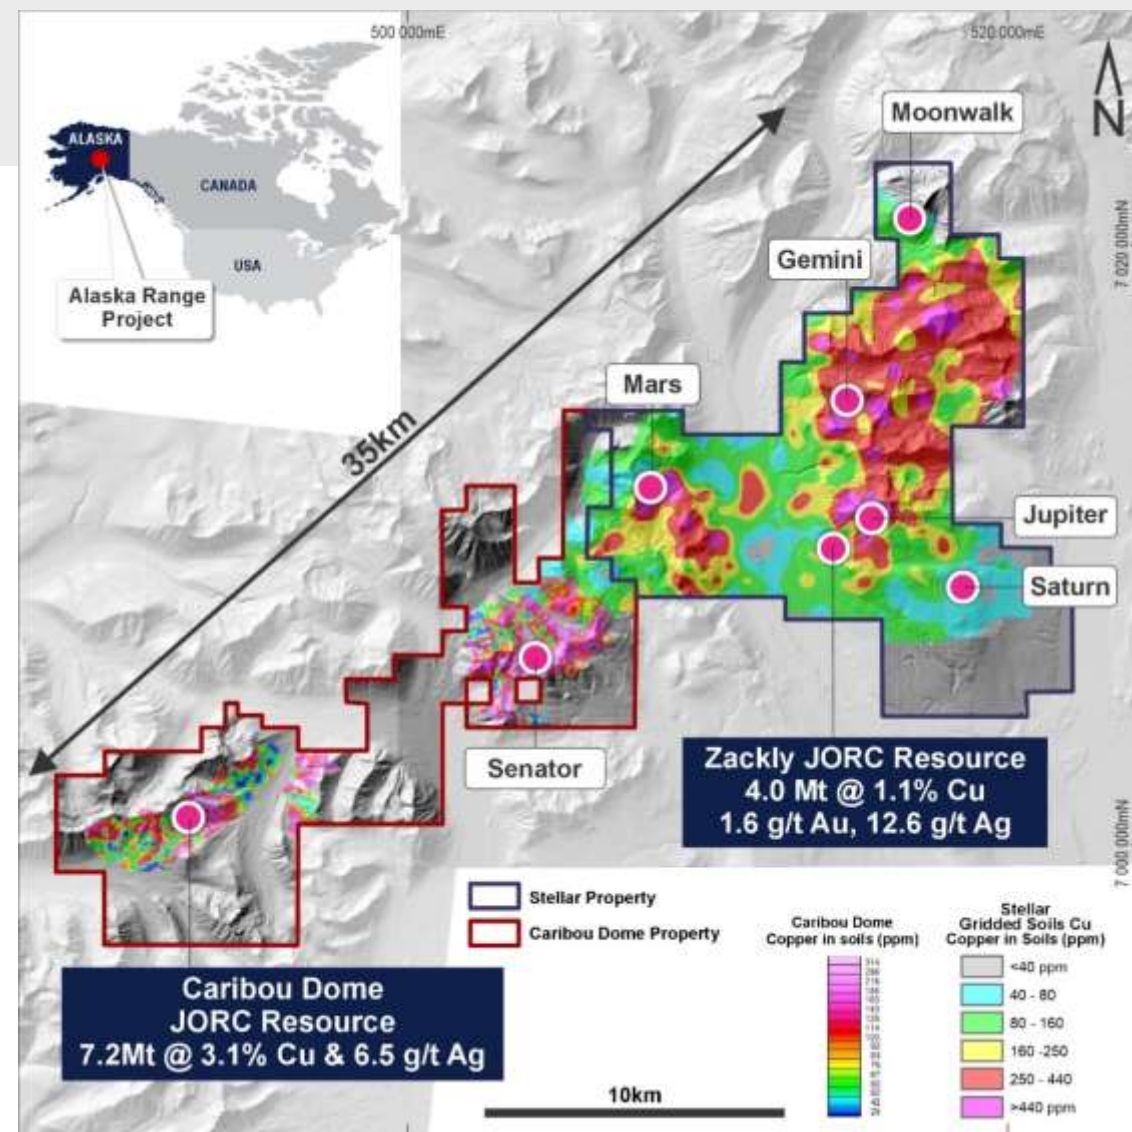 500 000mE
520 000mE
N
Moonwalk
ALASKA
CANADA
USA
Alaska Range
Project
7 020 000mN
Gemini
Mars
35km
Jupiter
Saturn
Senator
Zackly JORC Resource
4.0 Mt @ 1.1% Cu
1.6 g/t Au, 12.6 g/t Ag
7 000 000mN
Stellar Property
Caribou Dome Property
Caribou Dome
Copper in soils (ppm)
Stellar
Gridded Soils Cu
Copper in Soils (ppm)
<40 ppm
40 - 80
80 - 160
160 -250
250 - 440
>440 ppm
Caribou Dome
JORC Resource
7.2Mt @ 3.1% Cu & 6.5 g/t Ag
10km